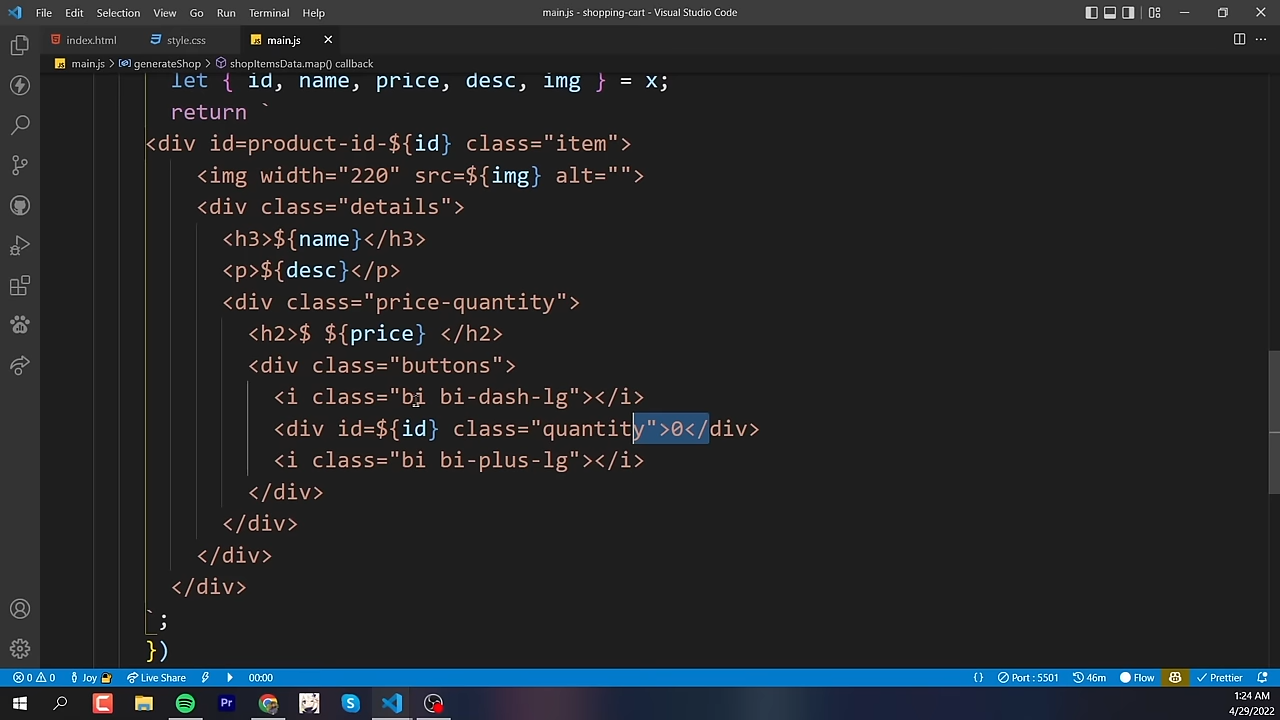 File Edit Selection View Go Run Terminal Help
main.js - shopping-cart - Visual Studio Code
index.html style.css JS main.js
JS main.js > generateShop > shopItemsData.map() callback
let { id, name, price, desc, img } = x;
return `
<div id=product-id-${id} class="item">
<img width="220" src=${img} alt="">
<div class="details">
<h3>${name}</h3>
<p>${desc}</p>
<div class="price-quantity">
<h2>$ ${price} </h2>
<div class="buttons">
<i class="bi bi-dash-lg"></i>
<div id=${id} class="quantity">0</div>
<i class="bi bi-plus-lg"></i>
</div>
</div>
</div>
</div>
`;
})
0 0 Joy Live Share 00:00 {} Port : 5501 46m Flow Prettier
Pr
1:24 AM
4/29/2022